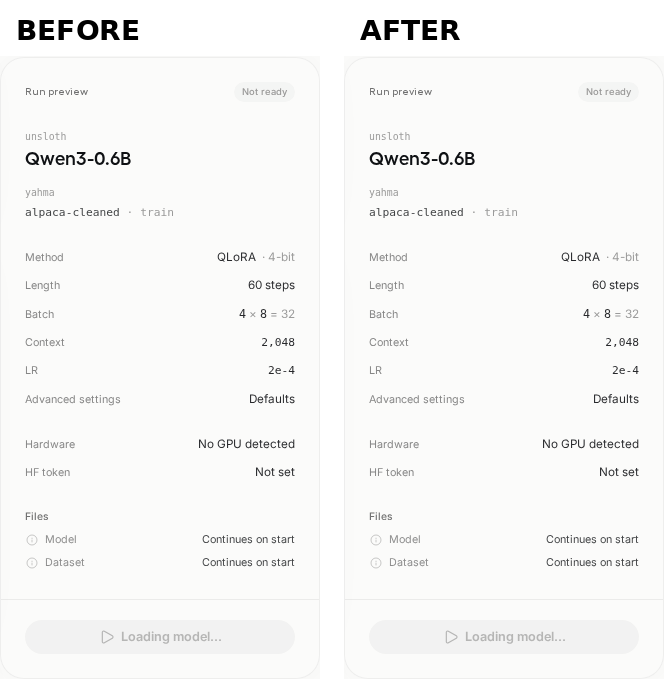 BEFORE
Run preview Not ready
unsloth
Qwen3-0.6B
yahma
alpaca-cleaned · train
Method QLoRA · 4-bit
Length 60 steps
Batch 4 × 8 = 32
Context 2,048
LR 2e-4
Advanced settings Defaults
Hardware No GPU detected
HF token Not set
Files
Model Continues on start
Dataset Continues on start
Loading model...
AFTER
Run preview Not ready
unsloth
Qwen3-0.6B
yahma
alpaca-cleaned · train
Method QLoRA · 4-bit
Length 60 steps
Batch 4 × 8 = 32
Context 2,048
LR 2e-4
Advanced settings Defaults
Hardware No GPU detected
HF token Not set
Files
Model Continues on start
Dataset Continues on start
Loading model...